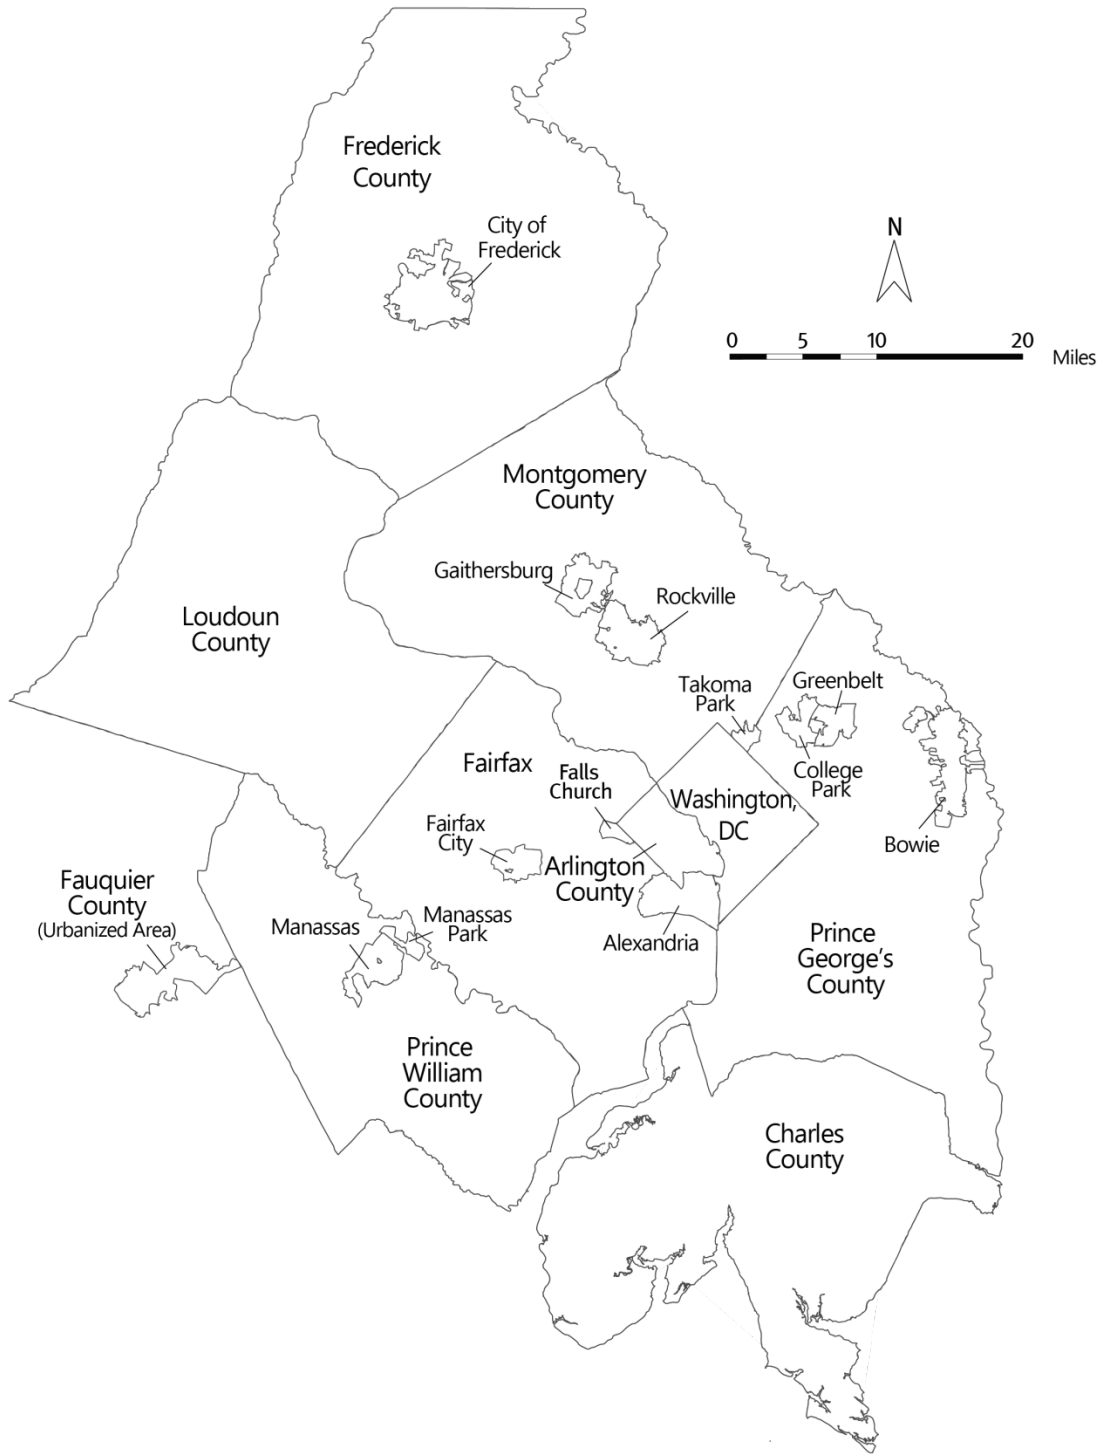 Frederick
County
City of
Frederick
N
0 5 10 20
Miles
Montgomery
County
Gaithersburg
Rockville
Loudoun
County
Takoma
Park
Greenbelt
College
Park
Bowie
Fairfax
Falls
Church
Washington,
DC
Fairfax
City
Arlington
County
Alexandria
Fauquier
County
(Urbanized Area)
Manassas
Manassas
Park
Prince
George's
County
Prince
William
County
Charles
County